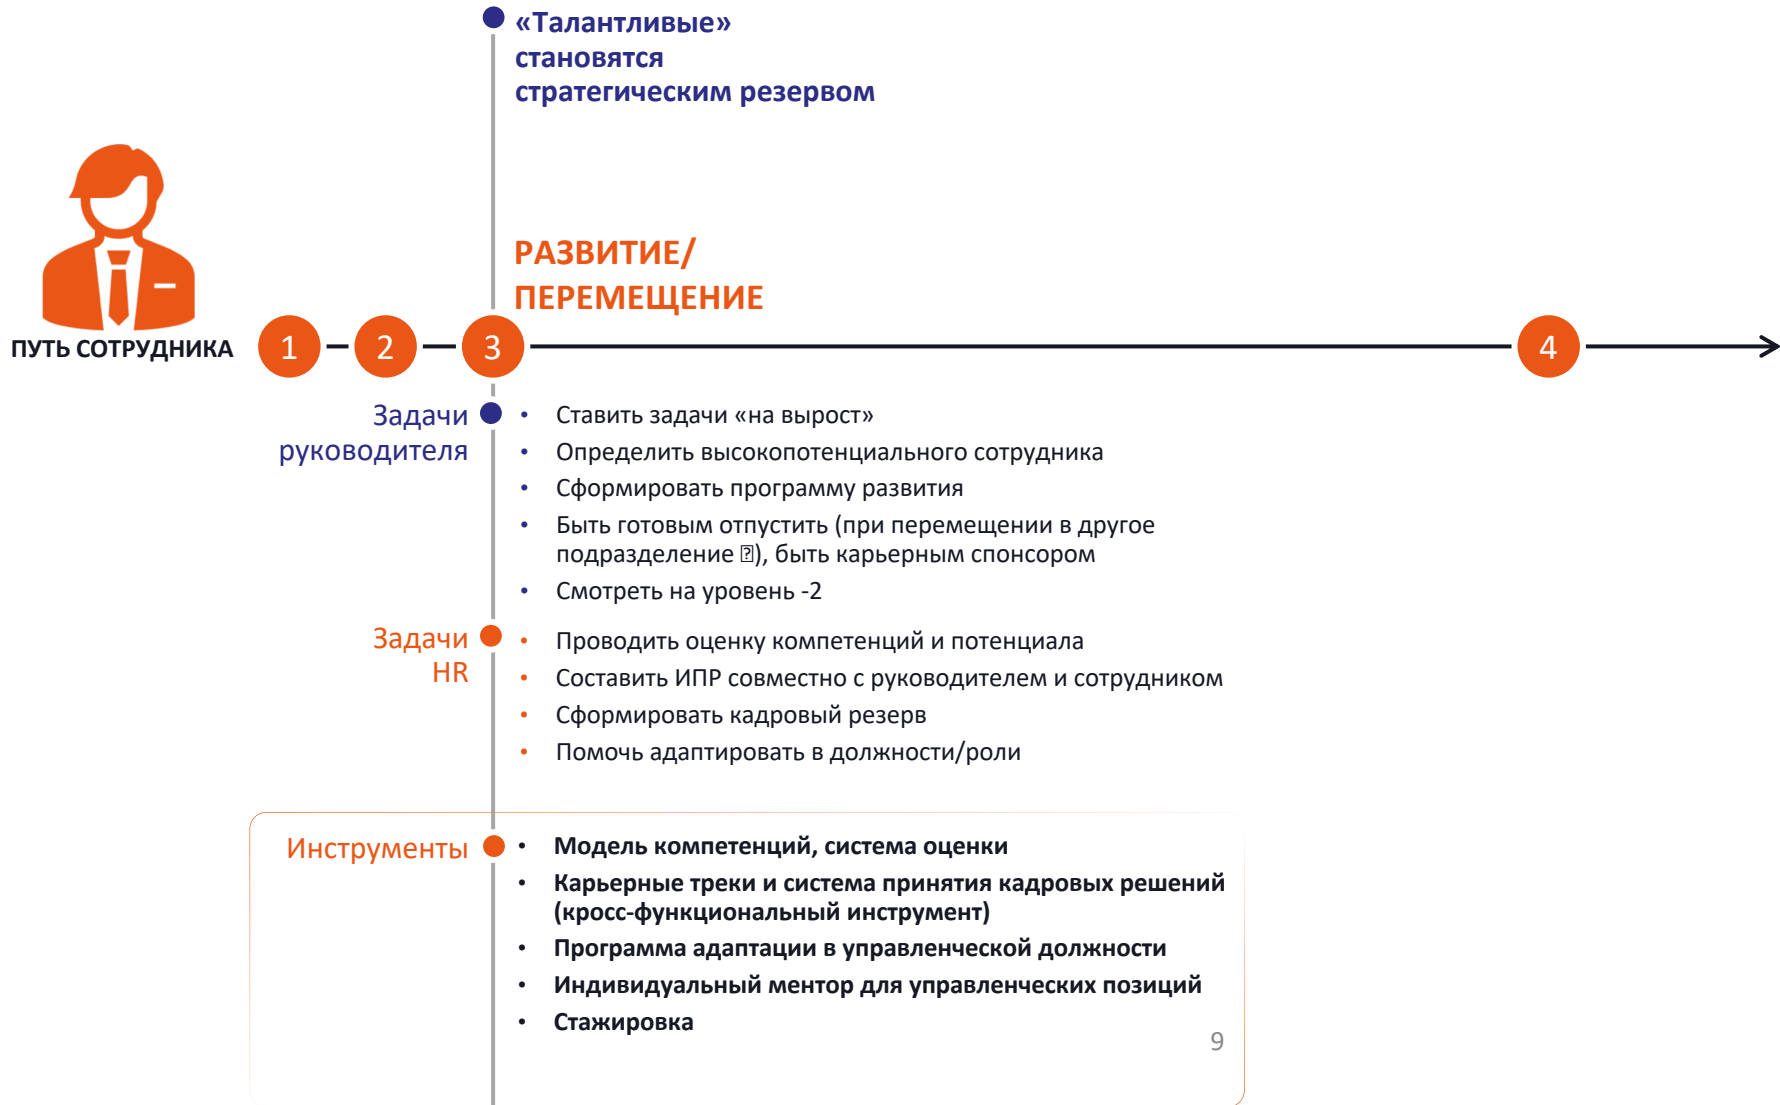 «Талантливые»
становятся
стратегическим резервом
РАЗВИТИЕ/
ПЕРЕМЕЩЕНИЕ
ПУТЬ СОТРУДНИКА
1
2
3
4
Задачи
руководителя
• Ставить задачи «на вырост»
• Определить высокопотенциального сотрудника
• Сформировать программу развития
• Быть готовым отпустить (при перемещении в другое
подразделение ⍰), быть карьерным спонсором
• Смотреть на уровень -2
Задачи
HR
• Проводить оценку компетенций и потенциала
• Составить ИПР совместно с руководителем и сотрудником
• Сформировать кадровый резерв
• Помочь адаптировать в должности/роли
Инструменты
• Модель компетенций, система оценки
• Карьерные треки и система принятия кадровых решений
(кросс-функциональный инструмент)
• Программа адаптации в управленческой должности
• Индивидуальный ментор для управленческих позиций
• Стажировка
9